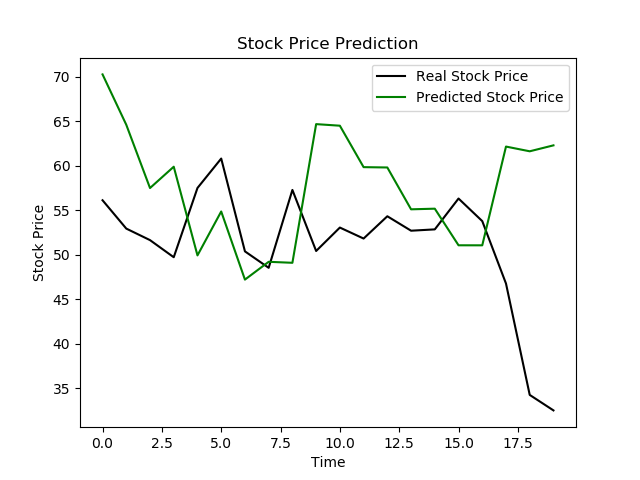 Stock Price Prediction
Real Stock Price
Predicted Stock Price
Stock Price
70
65
60
55
50
45
40
35
0.0 2.5 5.0 7.5 10.0 12.5 15.0 17.5
Time